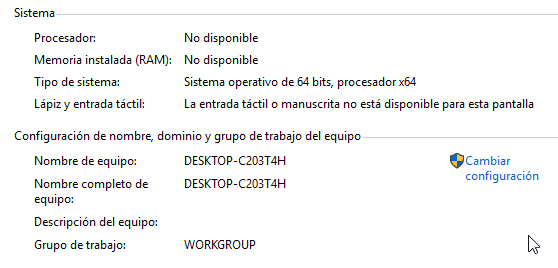 Sistema
Procesador: No disponible
Memoria instalada (RAM): No disponible
Tipo de sistema: Sistema operativo de 64 bits, procesador x64
Lápiz y entrada táctil: La entrada táctil o manuscrita no está disponible para esta pantalla
Configuración de nombre, dominio y grupo de trabajo del equipo
Nombre de equipo: DESKTOP-C203T4H
Cambiar configuración
Nombre completo de equipo: DESKTOP-C203T4H
Descripción del equipo:
Grupo de trabajo: WORKGROUP